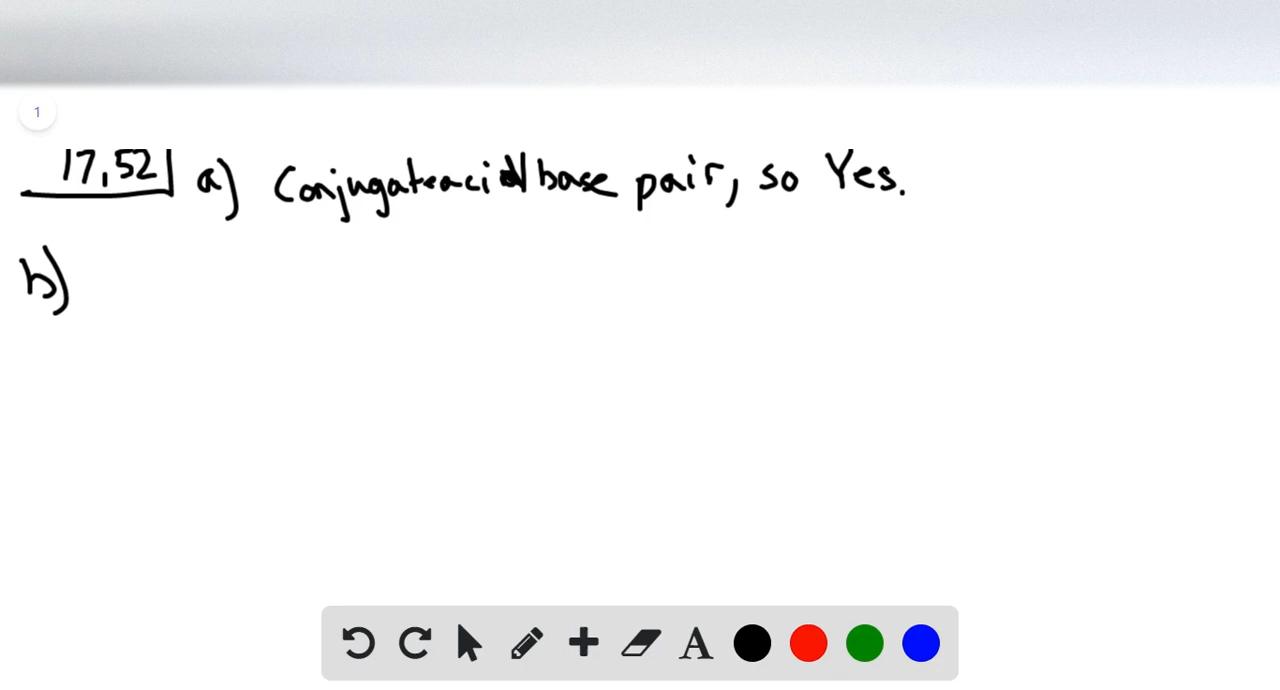 1
17,52 a) Conjugate acid base pair, so Yes.
b)
A